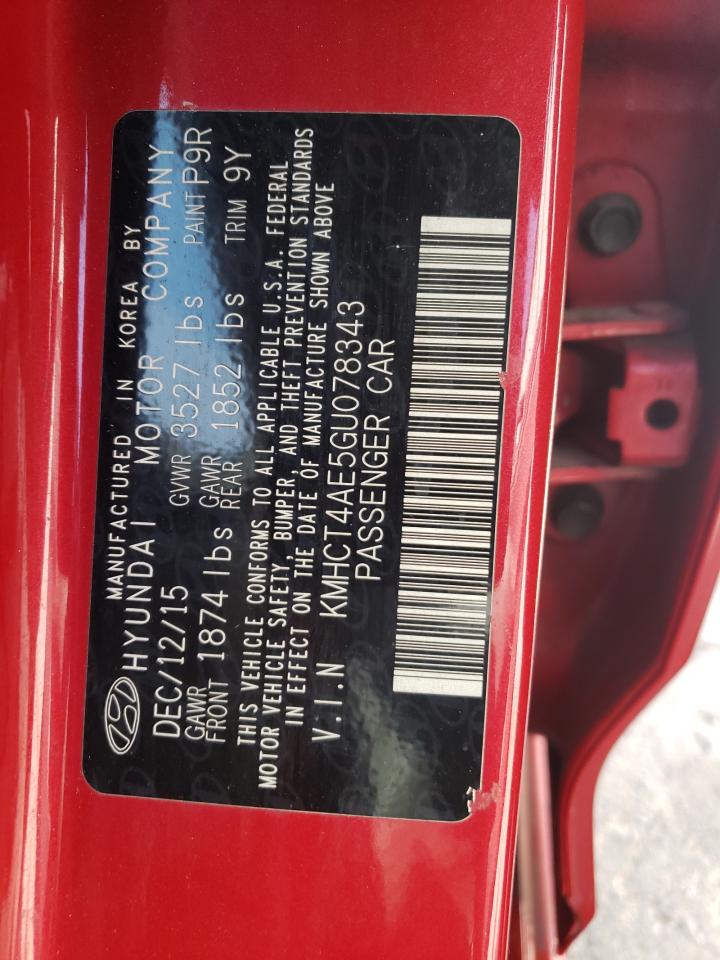 MANUFACTURED IN KOREA BY
HYUNDAI MOTOR COMPANY
DEC/12/15 GVWR 3527 lbs PAINT P9R
GAWR FRONT 1874 lbs GAWR REAR 1852 lbs TRIM 9Y
THIS VEHICLE CONFORMS TO ALL APPLICABLE U.S.A. FEDERAL
MOTOR VEHICLE SAFETY, BUMPER, AND THEFT PREVENTION STANDARDS
IN EFFECT ON THE DATE OF MANUFACTURE SHOWN ABOVE
V.I.N KMHCT4AE5GU078343
PASSENGER CAR